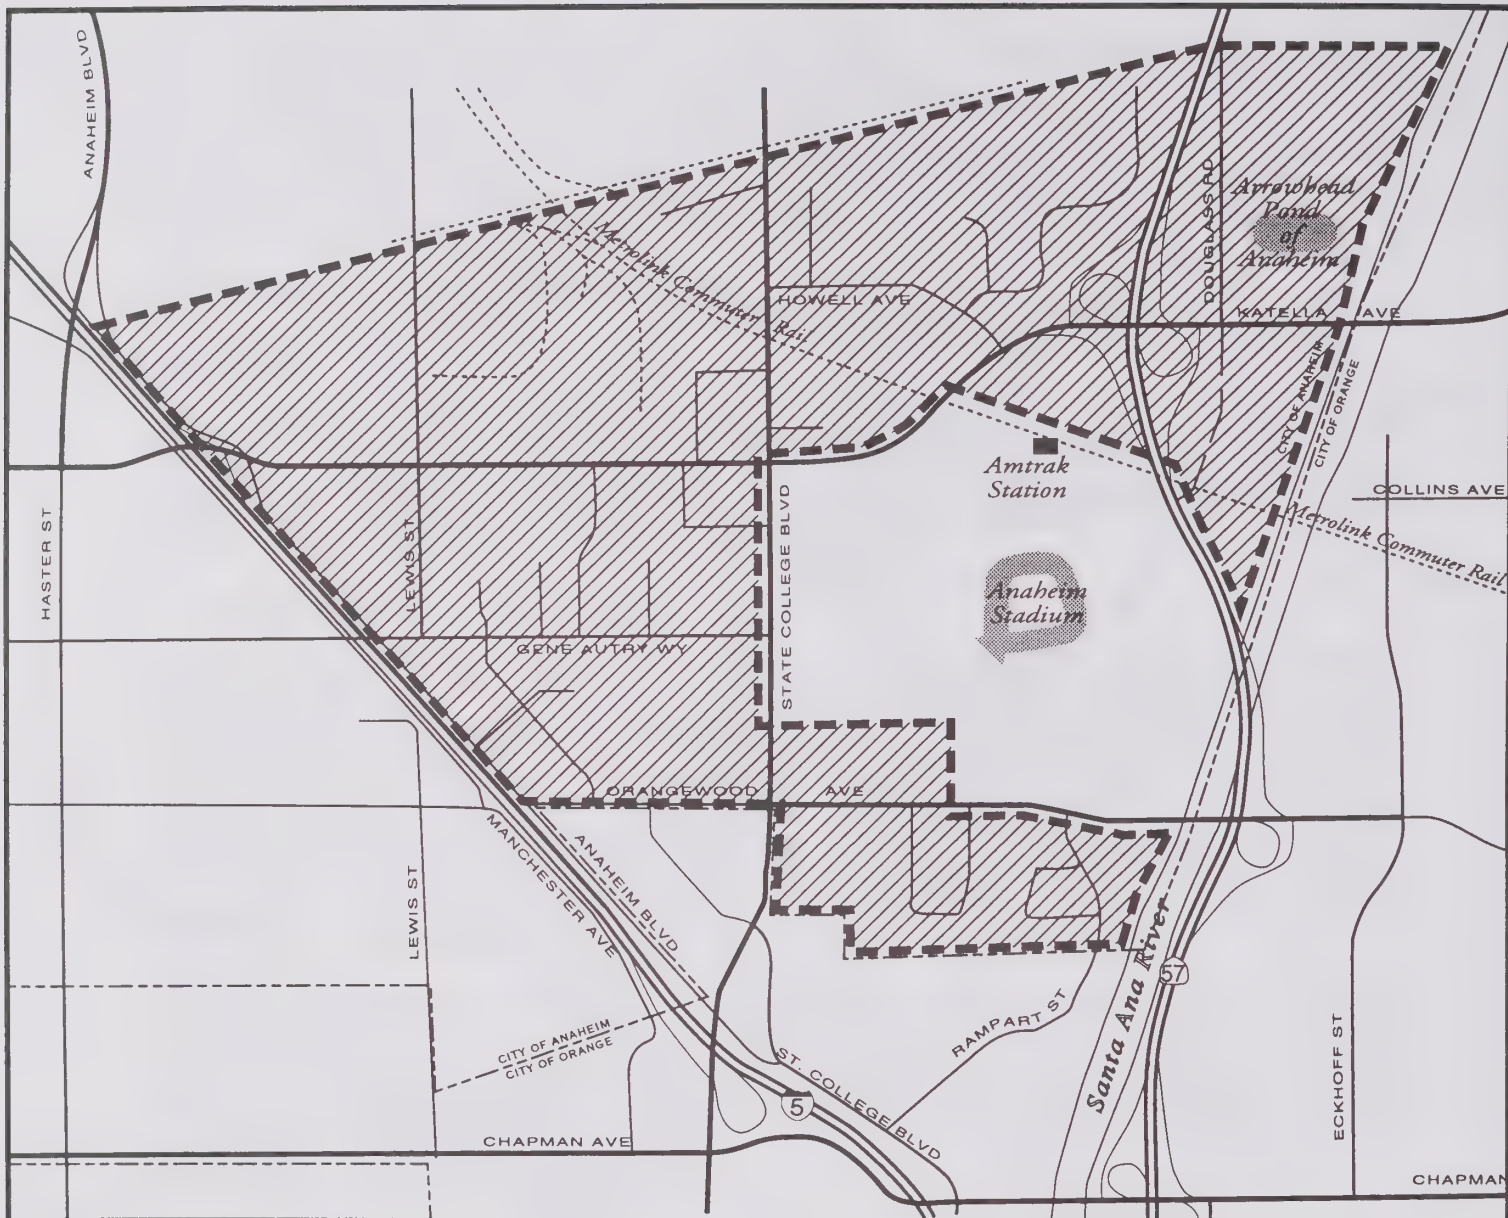 ANAHEIM BLVD
DOUGLASS RD
Arrowhead
Pond
of
Anaheim
Metrolink Commuter Rail
HOWELL AVE
KATELLA AVE
CITY OF ANAHEIM
CITY OF ORANGE
Amtrak
Station
COLLINS AVE
Metrolink Commuter Rail
HASTER ST
LEWIS ST
STATE COLLEGE BLVD
Anaheim
Stadium
GENE AUTRY WY
ORANGEWOOD AVE
MANCHESTER AVE
ANAHEIM BLVD
LEWIS ST
Santa Ana River
57
RAMPART ST
ECKHOFF ST
CITY OF ANAHEIM
CITY OF ORANGE
ST. COLLEGE BLVD
5
CHAPMAN AVE
CHAPMAN